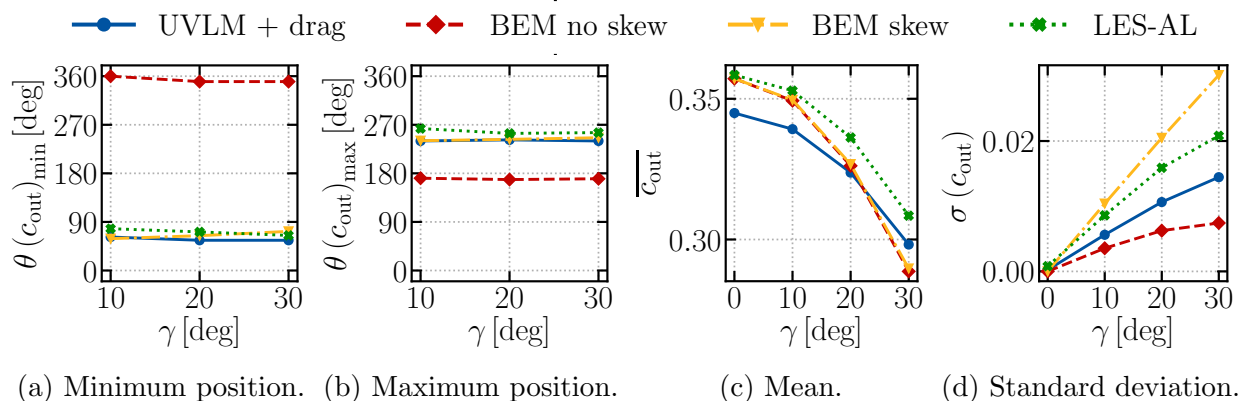 UVLM + drag BEM no skew BEM skew LES-AL
θ (c_out)_min [deg]
360
270
180
90
0
10 20 30
γ [deg]
(a) Minimum position.
θ (c_out)_max [deg]
360
270
180
90
0
10 20 30
γ [deg]
(b) Maximum position.
c̅_out
0.35
0.30
0 10 20 30
γ [deg]
(c) Mean.
σ (c_out)
0.02
0.00
0 10 20 30
γ [deg]
(d) Standard deviation.